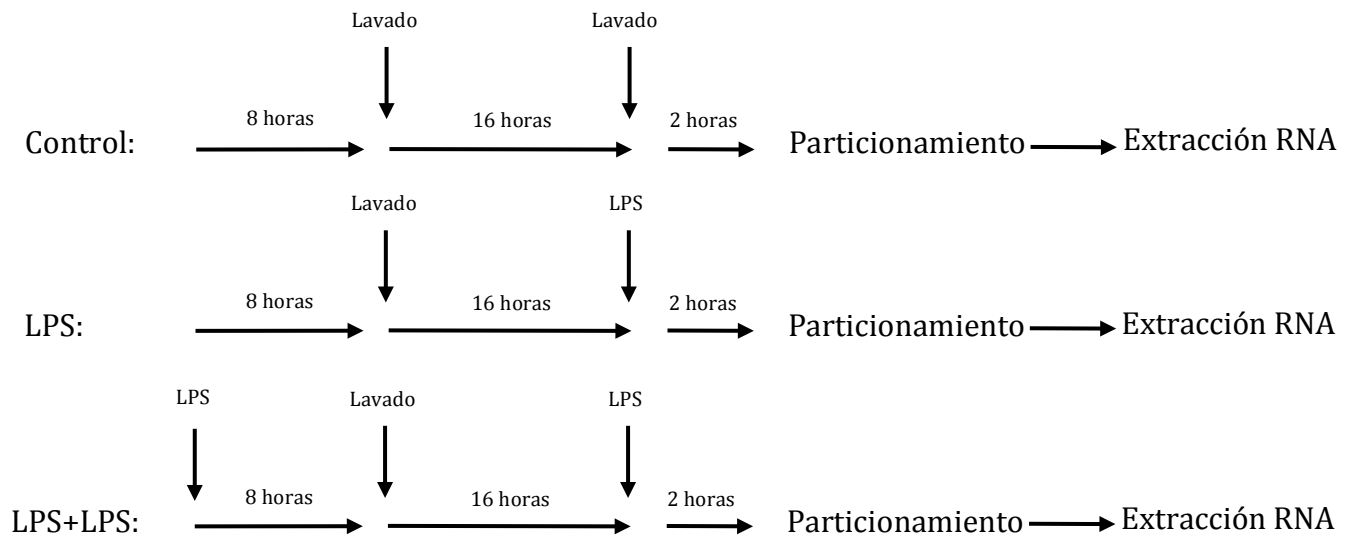 Lavado Lavado
8 horas 16 horas 2 horas
Control: Particionamiento Extracción RNA
Lavado LPS
8 horas 16 horas 2 horas
LPS: Particionamiento Extracción RNA
LPS Lavado LPS
8 horas 16 horas 2 horas
LPS+LPS: Particionamiento Extracción RNA